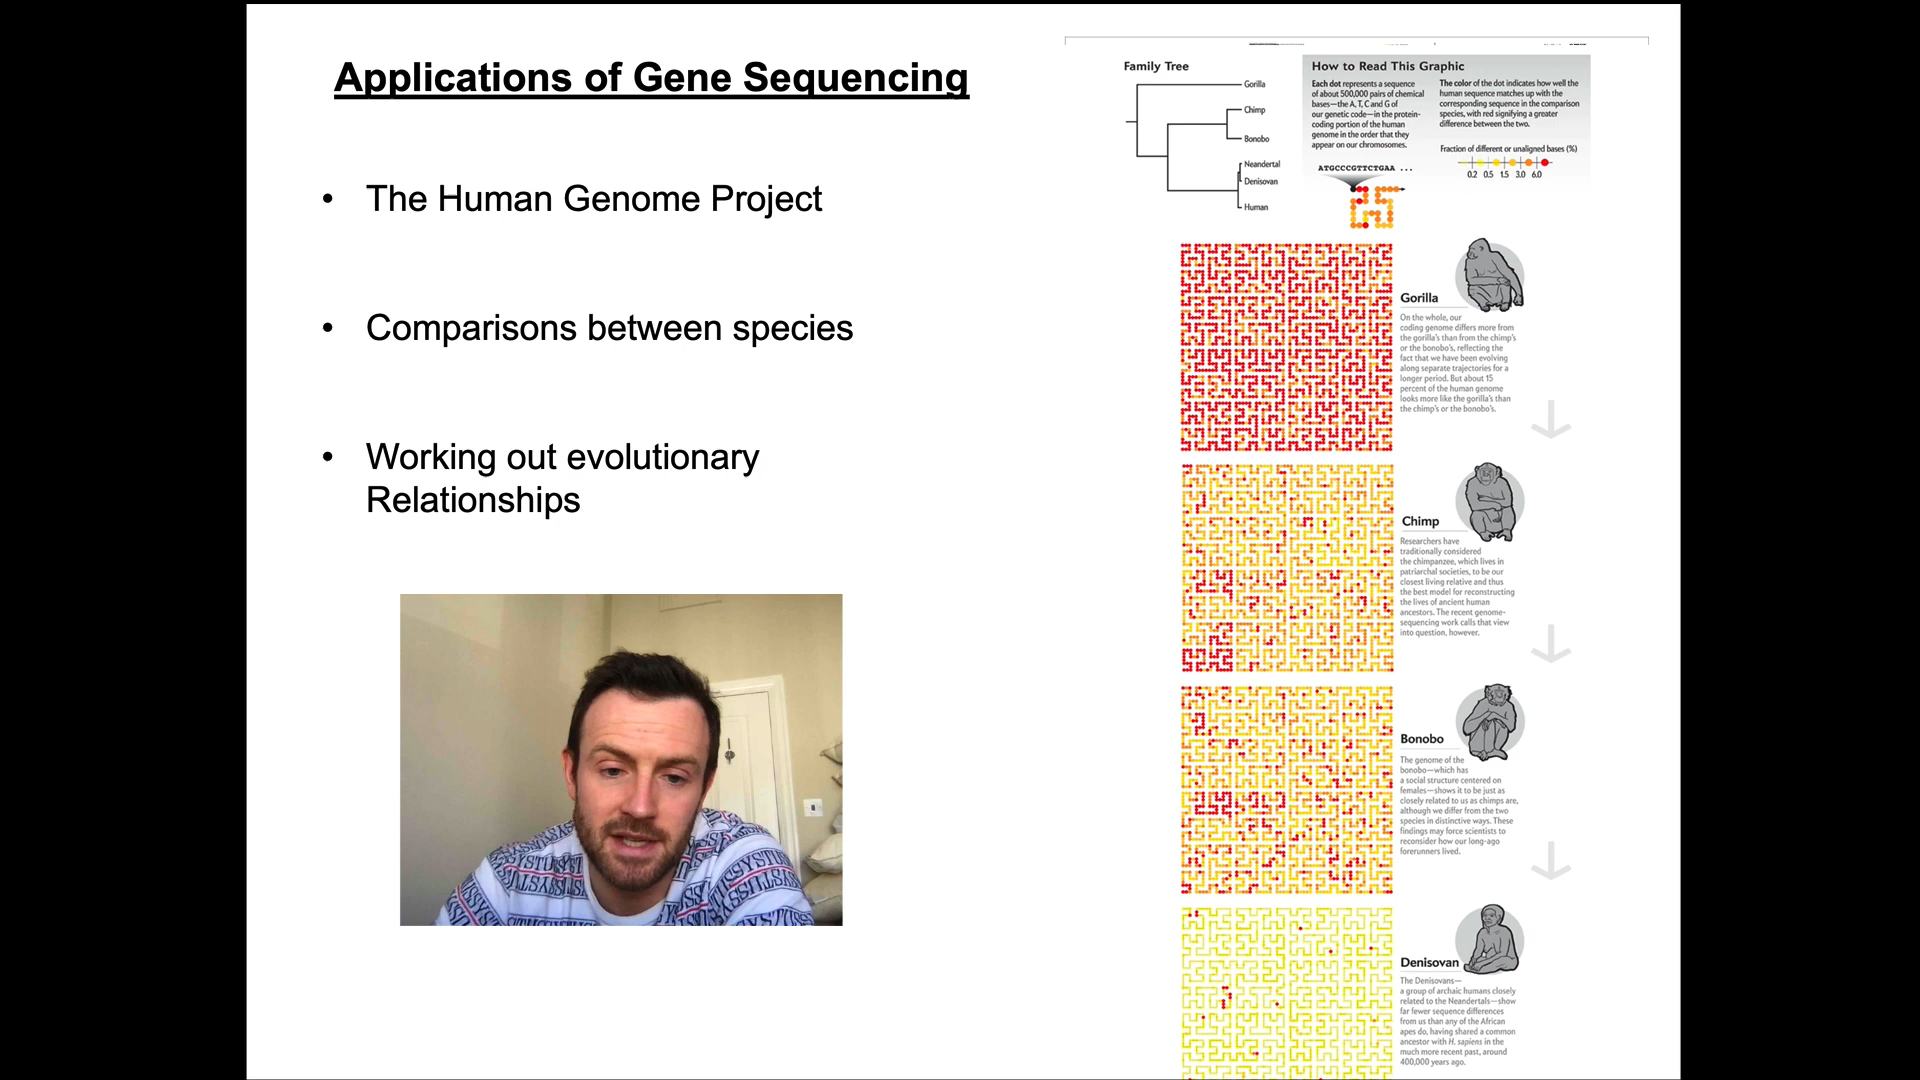 Applications of Gene Sequencing
• The Human Genome Project
• Comparisons between species
• Working out evolutionary
Relationships
Family Tree
Gorilla
Chimp
Bonobo
Neandertal
Denisovan
Human
How to Read This Graphic
Each dot represents a sequence
of about 500,000 pairs of chemical
bases—the A, T, C and G of
our genetic code—in the protein-
coding portion of the human
genome in the order that they
appear on our chromosomes.
ATGCCCGTTCTGAA ...
The color of the dot indicates how well the
human sequence matches up with the
corresponding sequence in the comparison
species, with red signifying a greater
difference between the two.
Fraction of different or unaligned bases (%)
0.2 0.5 1.5 3.0 6.0
Gorilla
On the whole, our
coding genome differs more from
the gorilla's than from the chimp's
or the bonobo's, reflecting the
fact that we have been evolving
along separate trajectories for a
longer period. But about 15
percent of the human genome
looks more like the gorilla's than
the chimp's or the bonobo's.
Chimp
Researchers have
traditionally considered
the chimpanzee, which lives in
patriarchal societies, to be our
closest living relative and thus
the best model for reconstructing
the lives of ancient human
ancestors. The recent genome-
sequencing work calls that view
into question, however.
Bonobo
The genome of the
bonobo—which has
a social structure centered on
females—shows it to be just as
closely related to us as chimps are,
although we differ from the two
species in distinctive ways. These
findings may force scientists to
reconsider how our long-ago
forerunners lived.
Denisovan
The Denisovans—
a group of archaic humans closely
related to the Neandertals—show
far fewer sequence differences
from us than any of the African
apes do, having shared a common
ancestor with H. sapiens in the
much more recent past, around
400,000 years ago.